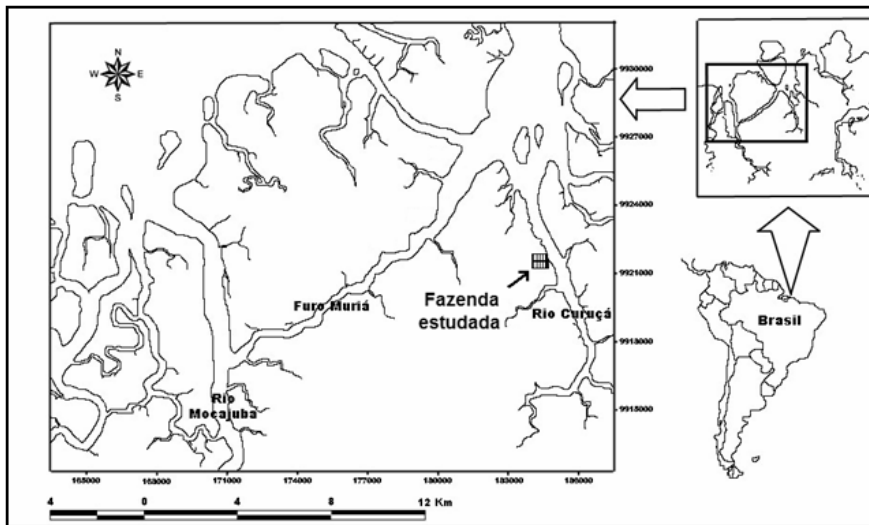 N
W E
S
9930000
9927000
9924000
9921000
9918000
9915000
Furo Muriá
Fazenda
estudada
Rio Curuçá
Rio
Mocajuba
Brasil
165000 168000 171000 174000 177000 180000 183000 186000
4 0 4 8 12 Km